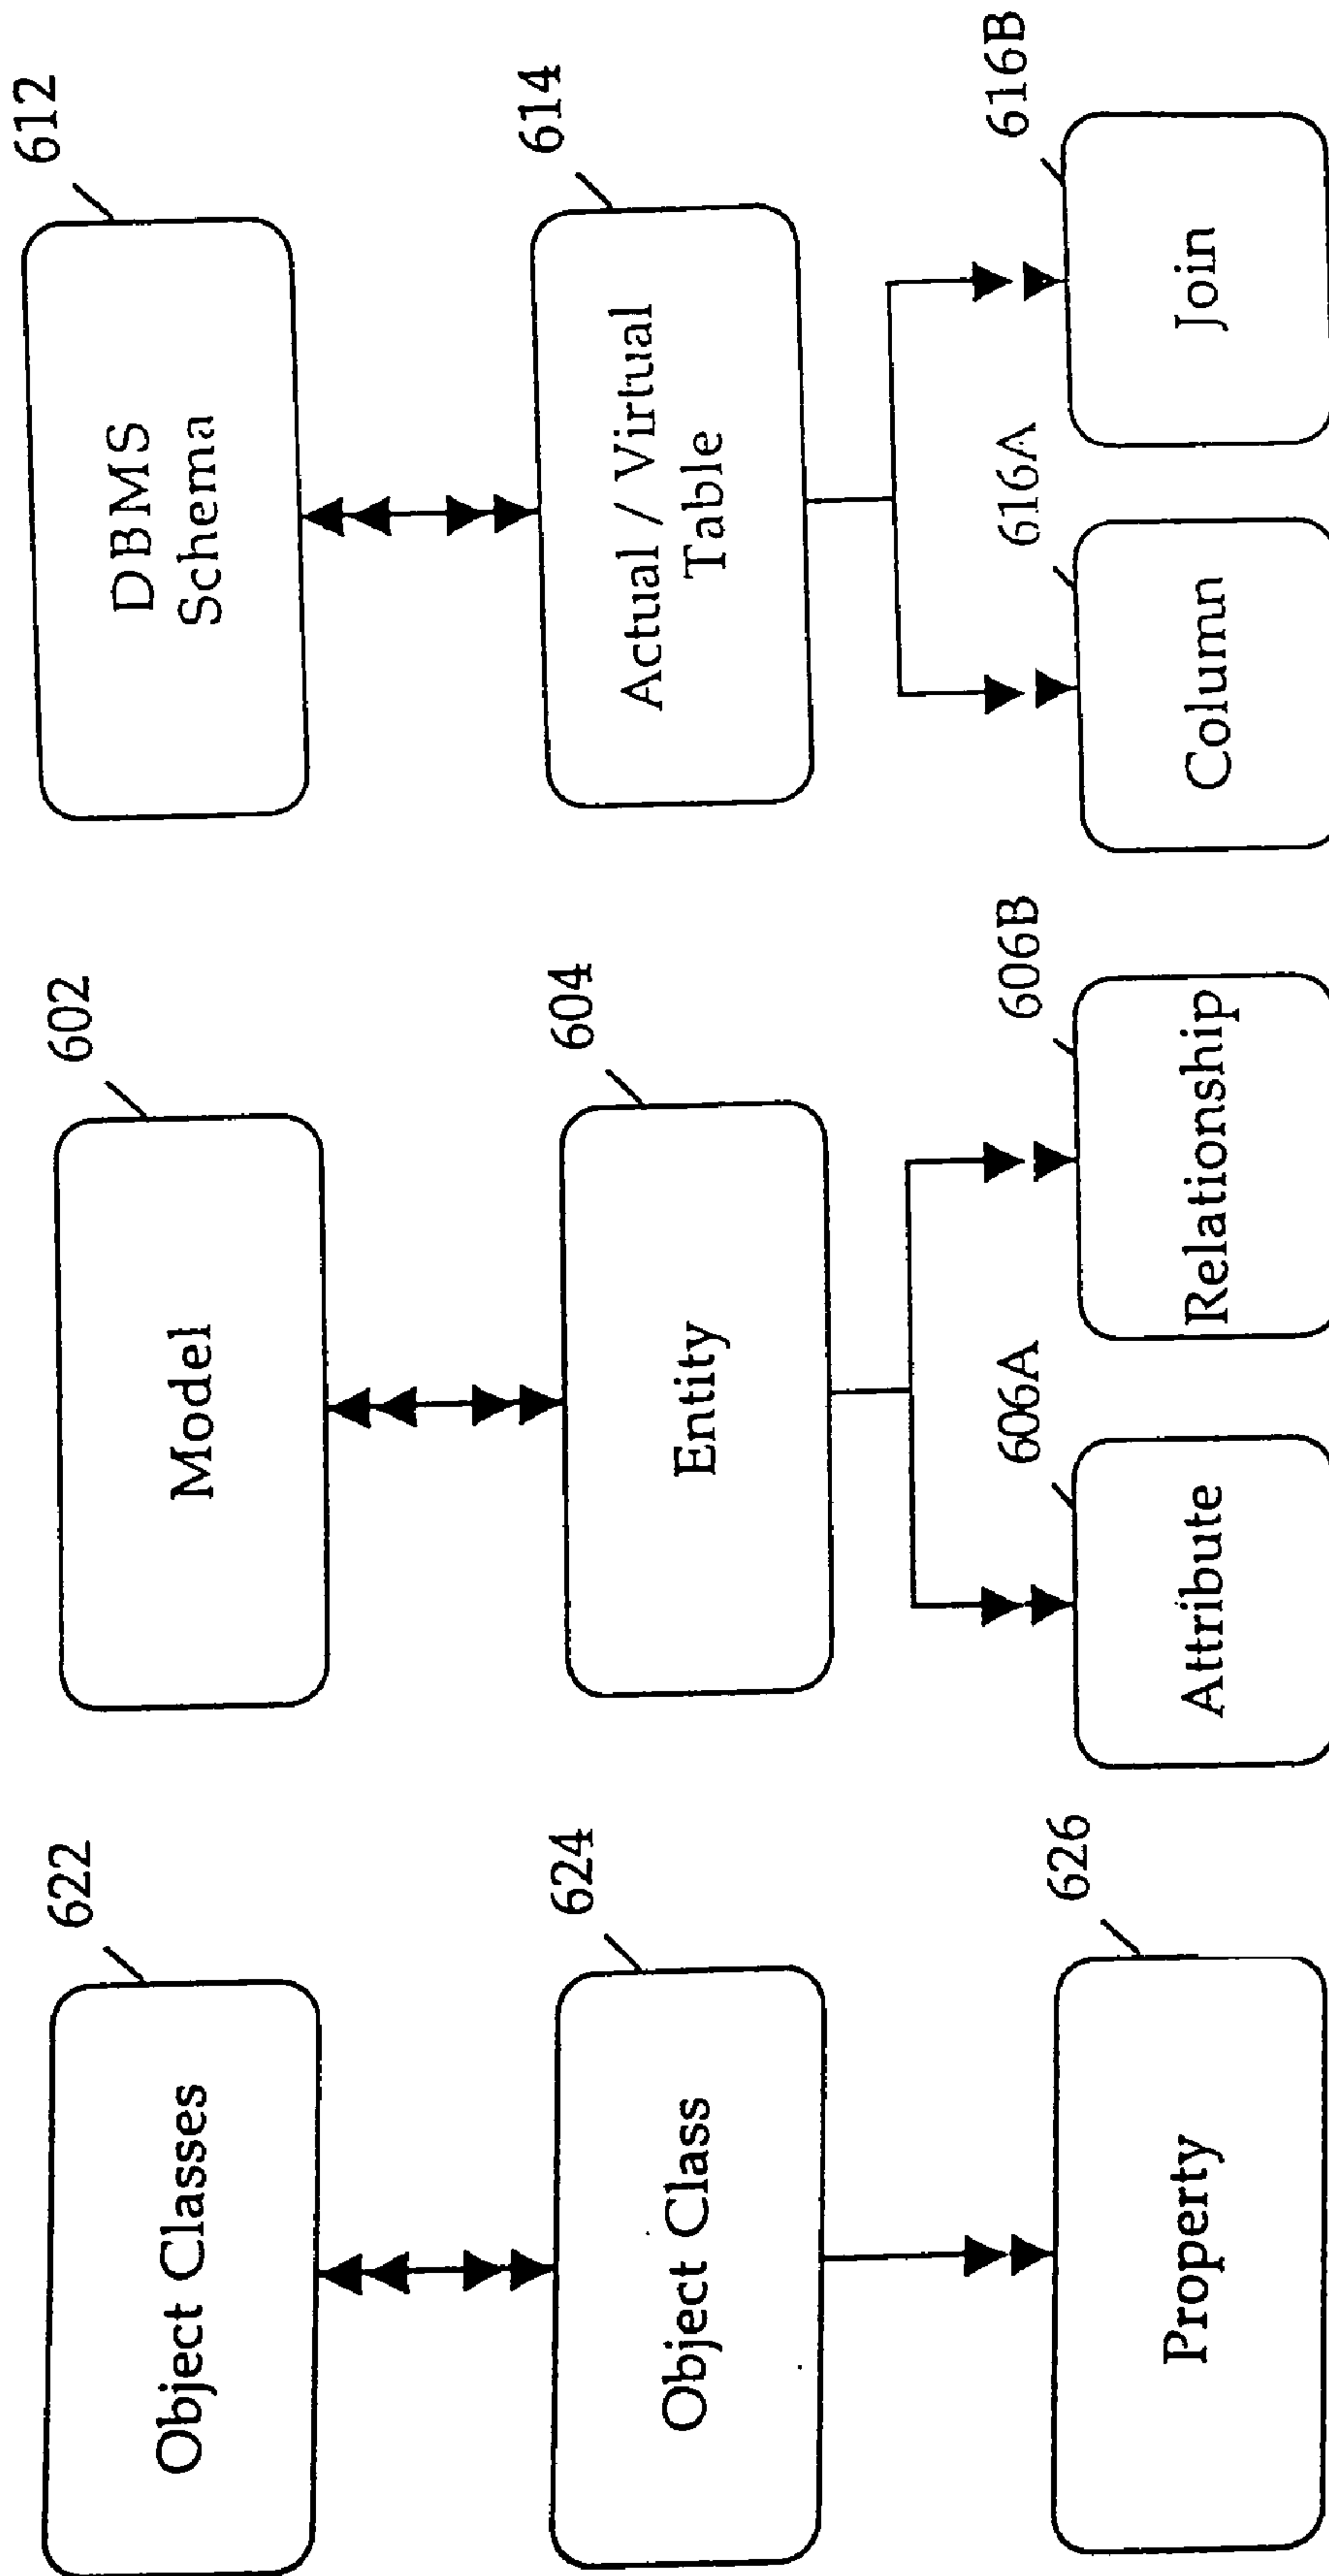 622
Object Classes
624
Object Class
626
Property
602
Model
604
Entity
606A
Attribute
606B
Relationship
612
DBMS
Schema
614
Actual / Virtual
Table
616A
Column
616B
Join